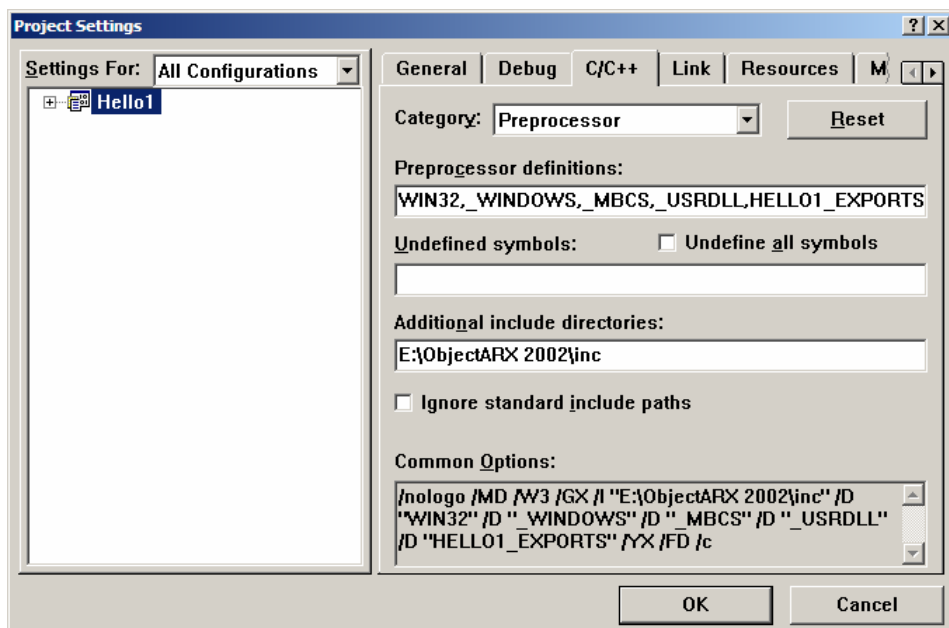 Project Settings
Settings For: All Configurations
Hello1
General Debug C/C++ Link Resources M
Category: Preprocessor Reset
Preprocessor definitions:
WIN32,_WINDOWS,_MBCS,_USRDLL,HELLO1_EXPORTS
Undefined symbols: Undefine all symbols
Additional include directories:
E:\ObjectARX 2002\inc
Ignore standard include paths
Common Options:
/nologo /MD /W3 /GX /I "E:\ObjectARX 2002\inc" /D
"WIN32" /D "_WINDOWS" /D "_MBCS" /D "_USRDLL"
/D "HELLO1_EXPORTS" /YX /FD /c
OK Cancel